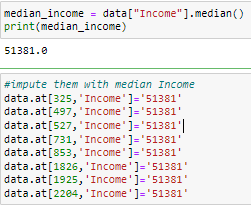 median_income = data["Income"].median()
print(median_income)
51381.0
#impute them with median Income
data.at[325,'Income']='51381'
data.at[497,'Income']='51381'
data.at[527,'Income']='51381'
data.at[731,'Income']='51381'
data.at[853,'Income']='51381'
data.at[1826,'Income']='51381'
data.at[1925,'Income']='51381'
data.at[2204,'Income']='51381'